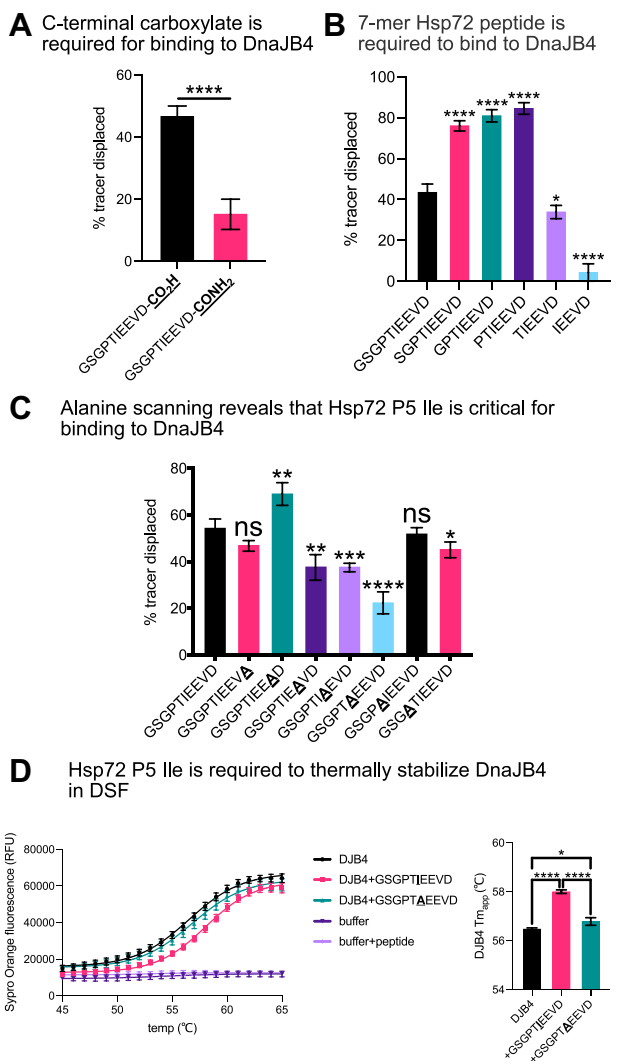 A C-terminal carboxylate is
required for binding to DnaJB4
% tracer displaced
60
40
20
0
****
GSGPTIEEVD-CO₂H
GSGPTIEEVD-CONH₂
B 7-mer Hsp72 peptide is
required to bind to DnaJB4
% tracer displaced
100
80
60
40
20
0
****
****
****
*
****
GSGPTIEEVD
SGPTIEEVD
GPTIEEVD
PTIEEVD
TIEEVD
IEEVD
C Alanine scanning reveals that Hsp72 P5 Ile is critical for
binding to DnaJB4
% tracer displaced
80
60
40
20
0
ns
**
**
***
****
ns
*
GSGPTIEEVD
GSGPTIEEVA
GSGPTIEEAD
GSGPTIEAVD
GSGPTIAEVD
GSGPTAEEVD
GSGPAIEEVD
GSGATIEEVD
D Hsp72 P5 Ile is required to thermally stabilize DnaJB4
in DSF
Sypro Orange fluorescence (RFU)
80000
60000
40000
20000
0
45 50 55 60 65
temp (℃)
DJB4
DJB4+GSGPTIEEVD
DJB4+GSGPTAEEVD
buffer
buffer+peptide
DJB4 Tmapp(℃)
60
58
56
54
*
**** ****
DJB4
+GSGPTIEEVD
+GSGPTAEEVD